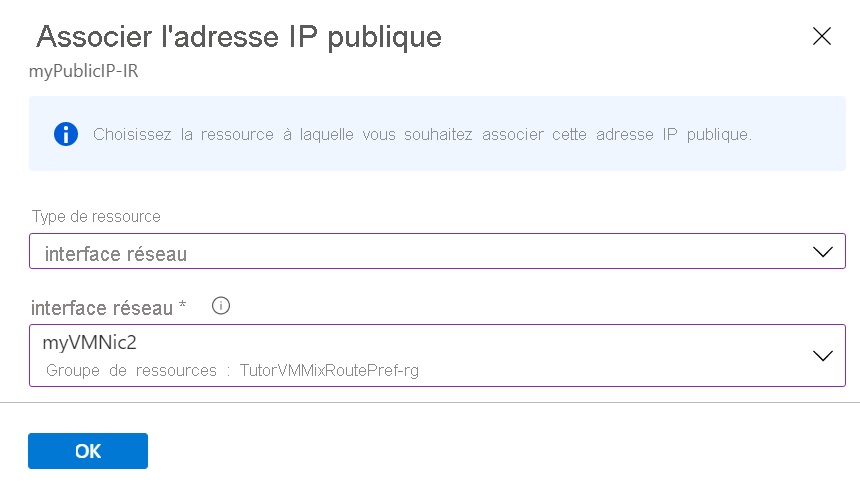 Associer l'adresse IP publique
myPublicIP-IR
Choisissez la ressource à laquelle vous souhaitez associer cette adresse IP publique.
Type de ressource
interface réseau
interface réseau *
myVMNic2
Groupe de ressources : TutorVMMixRoutePref-rg
OK